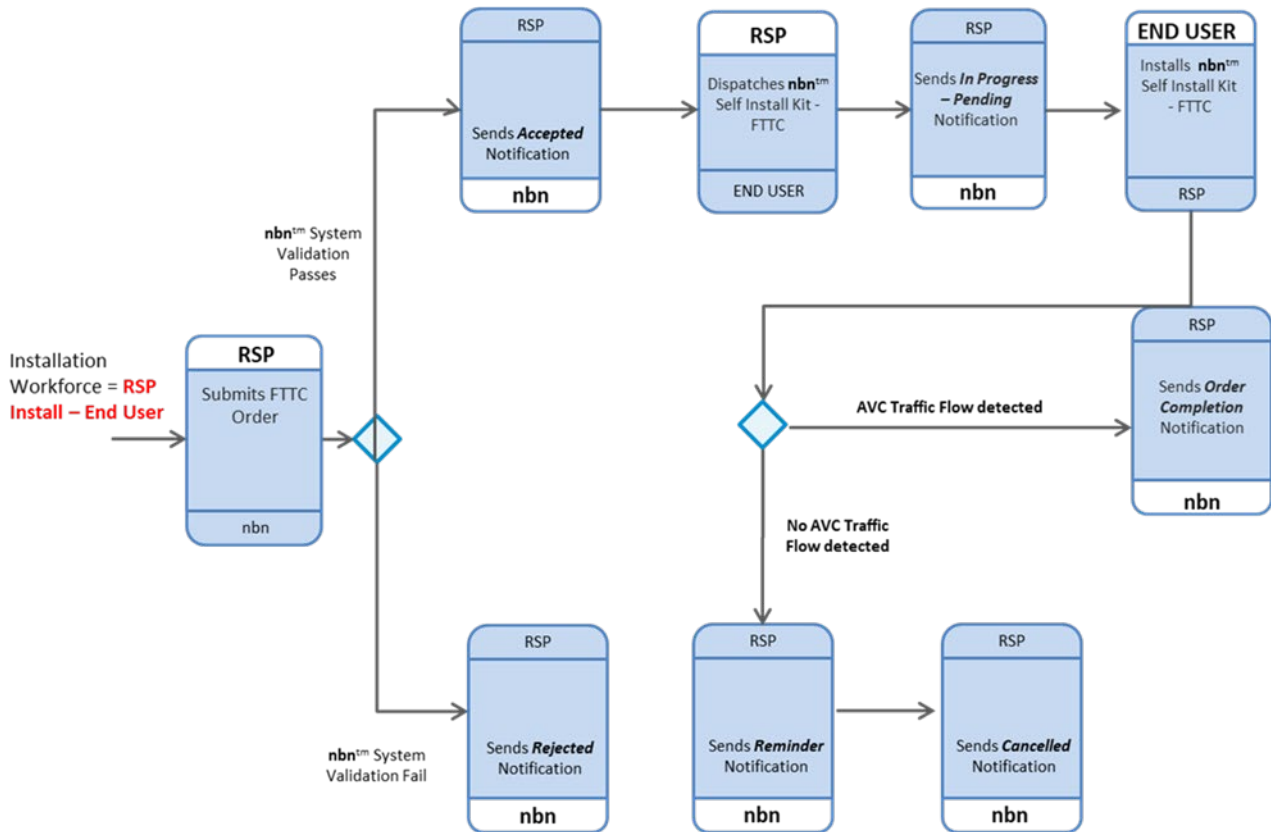 RSP
Sends Accepted
Notification
nbn
RSP
Dispatches nbn™
Self Install Kit -
FTTC
END USER
RSP
Sends In Progress
– Pending
Notification
nbn
END USER
Installs nbn™
Self Install Kit
- FTTC
RSP
nbn™ System
Validation
Passes
Installation
Workforce = RSP
Install – End User
RSP
Submits FTTC
Order
nbn
AVC Traffic Flow detected
RSP
Sends Order
Completion
Notification
nbn
No AVC Traffic
Flow detected
nbn™ System
Validation Fail
RSP
Sends Rejected
Notification
nbn
RSP
Sends Reminder
Notification
nbn
RSP
Sends Cancelled
Notification
nbn